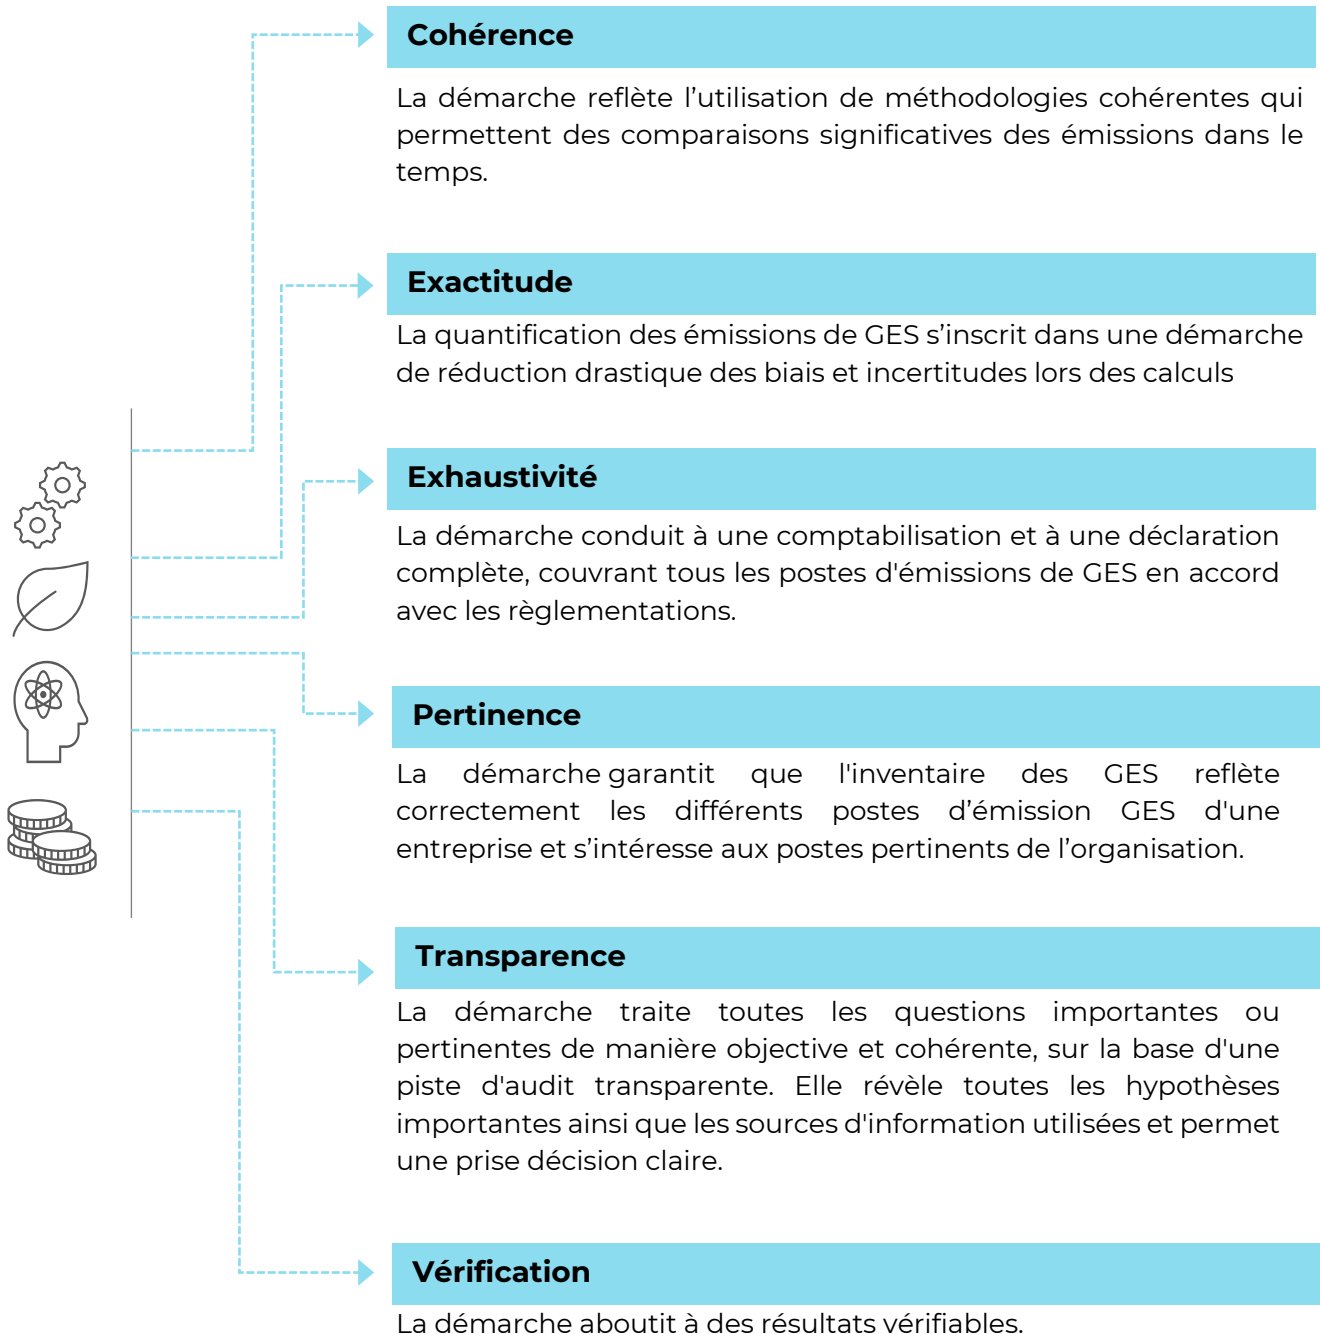 Cohérence
La démarche reflète l’utilisation de méthodologies cohérentes qui
permettent des comparaisons significatives des émissions dans le
temps.
Exactitude
La quantification des émissions de GES s’inscrit dans une démarche
de réduction drastique des biais et incertitudes lors des calculs
Exhaustivité
La démarche conduit à une comptabilisation et à une déclaration
complète, couvrant tous les postes d'émissions de GES en accord
avec les règlementations.
Pertinence
La démarche garantit que l'inventaire des GES reflète
correctement les différents postes d’émission GES d'une
entreprise et s’intéresse aux postes pertinents de l’organisation.
Transparence
La démarche traite toutes les questions importantes ou
pertinentes de manière objective et cohérente, sur la base d'une
piste d'audit transparente. Elle révèle toutes les hypothèses
importantes ainsi que les sources d'information utilisées et permet
une prise décision claire.
Vérification
La démarche aboutit à des résultats vérifiables.